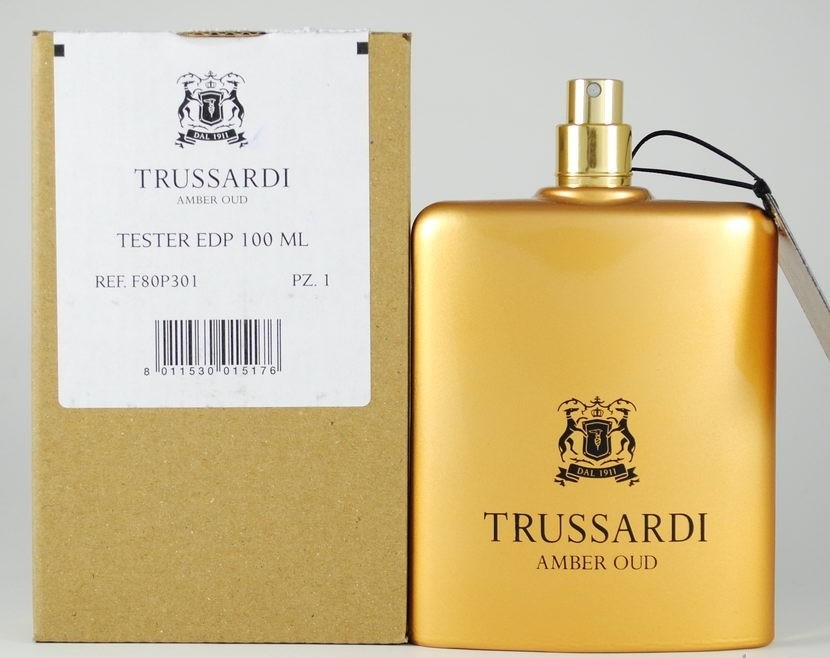 DAL 1911
TRUSSARDI
AMBER OUD
TESTER EDP 100 ML
REF. F80P301 PZ. 1
8 011530 015176
DAL 1911
TRUSSARDI
AMBER OUD